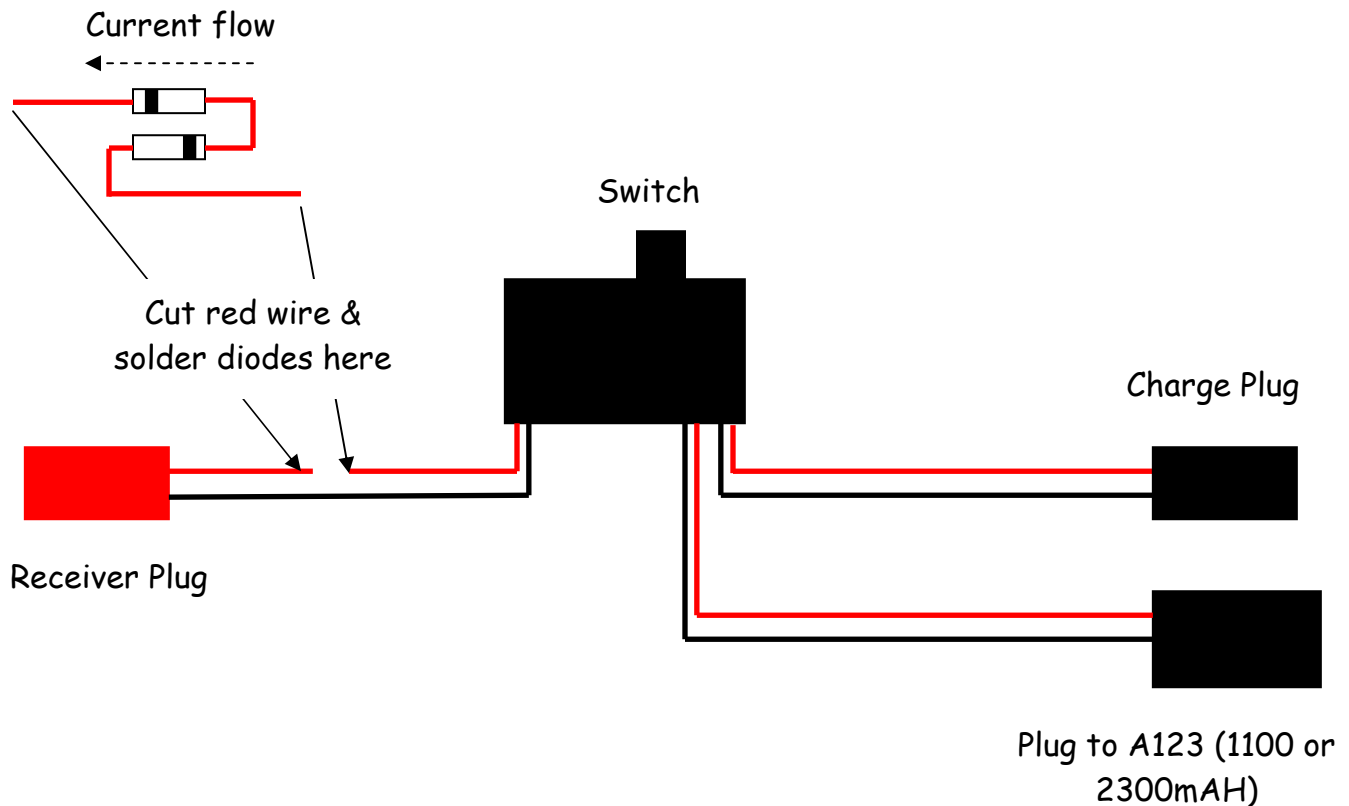 Current flow
Switch
Cut red wire &
solder diodes here
Charge Plug
Receiver Plug
Plug to A123 (1100 or
2300mAH)